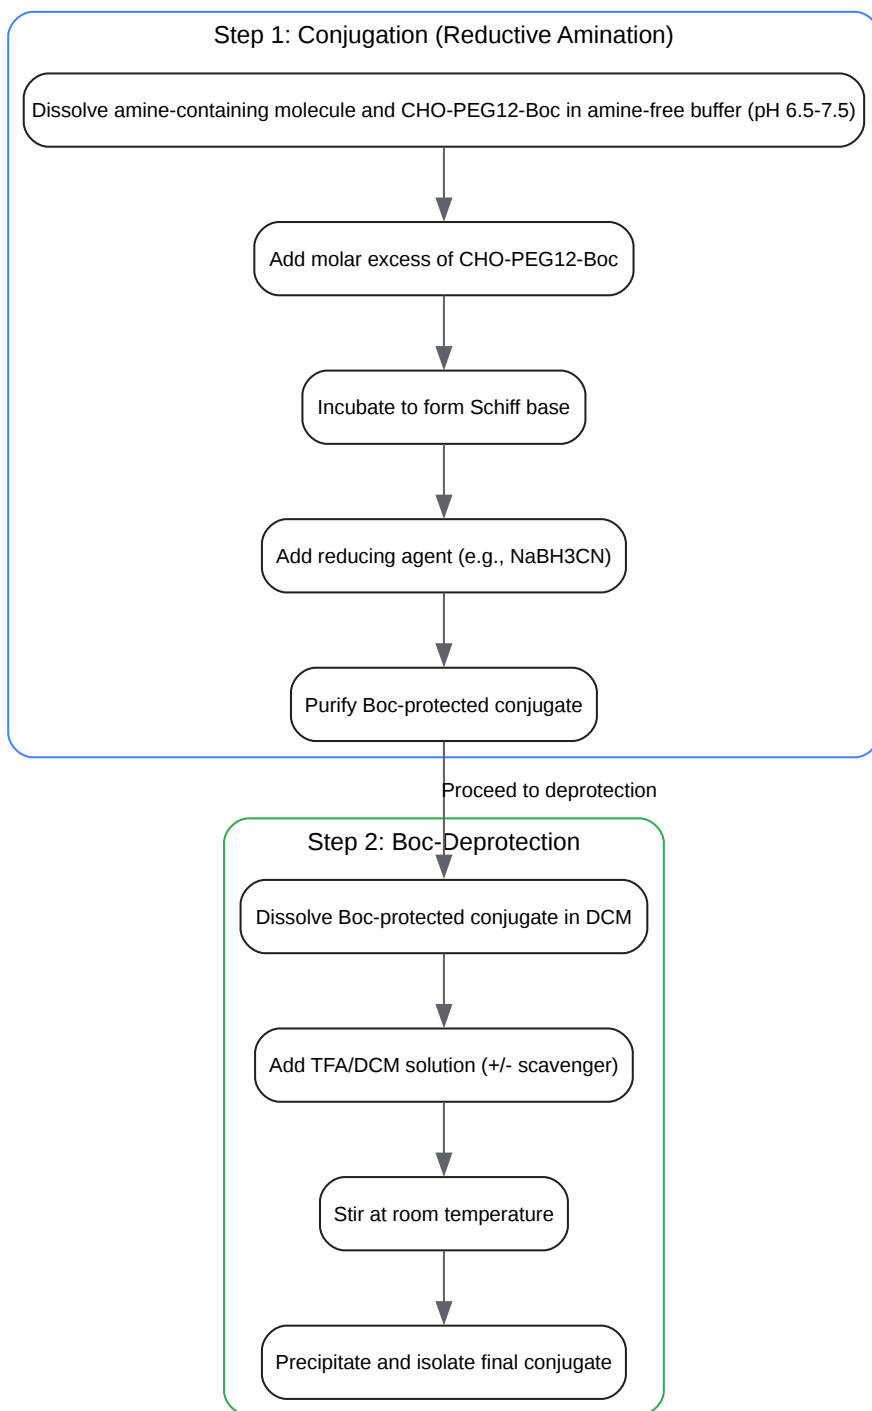 Step 1: Conjugation (Reductive Amination)
Dissolve amine-containing molecule and CHO-PEG12-Boc in amine-free buffer (pH 6.5-7.5)
Add molar excess of CHO-PEG12-Boc
Incubate to form Schiff base
Add reducing agent (e.g., NaBH3CN)
Purify Boc-protected conjugate
Proceed to deprotection
Step 2: Boc-Deprotection
Dissolve Boc-protected conjugate in DCM
Add TFA/DCM solution (+/- scavenger)
Stir at room temperature
Precipitate and isolate final conjugate